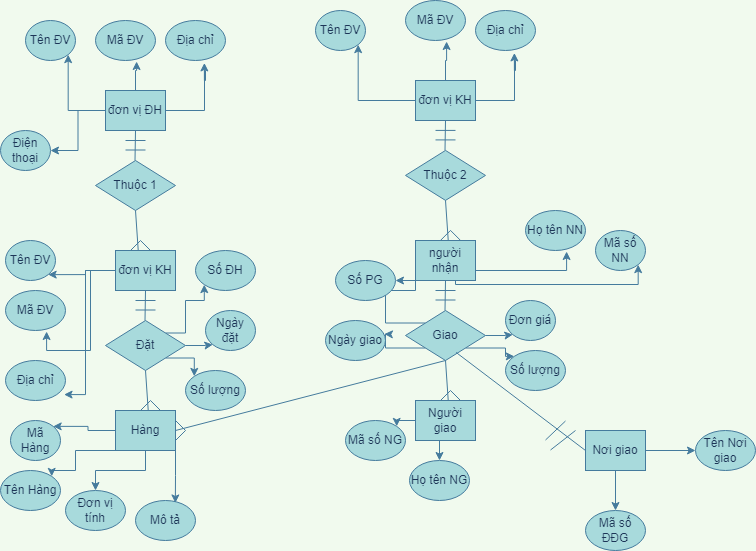 Tên ĐV
Mã ĐV
Địa chỉ
Tên ĐV
Mã ĐV
Địa chỉ
đơn vị ĐH
đơn vị KH
Điện
thoại
Thuộc 1
Thuộc 2
Tên ĐV
đơn vị KH
Số ĐH
người
nhận
Họ tên NN
Mã số
NN
Số PG
Mã ĐV
Đặt
Ngày
đặt
Ngày giao
Giao
Đơn giá
Địa chỉ
Số lượng
Số lượng
Mã
Hàng
Hàng
Mã số NG
Người
giao
Nơi giao
Tên Nơi
giao
Tên Hàng
Đơn vị
tính
Mô tả
Họ tên NG
Mã số
ĐĐG